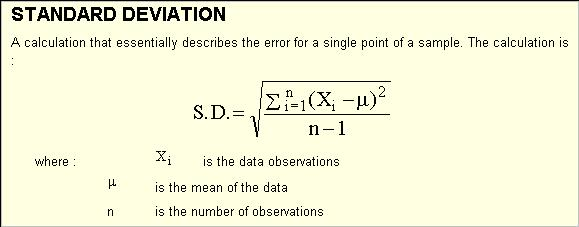 STANDARD DEVIATION
A calculation that essentially describes the error for a single point of a sample. The calculation is
:
S.D.= √(∑ⁿᵢ₌₁(Xᵢ −μ)² / n−1)
where : Xᵢ is the data observations
μ is the mean of the data
n is the number of observations